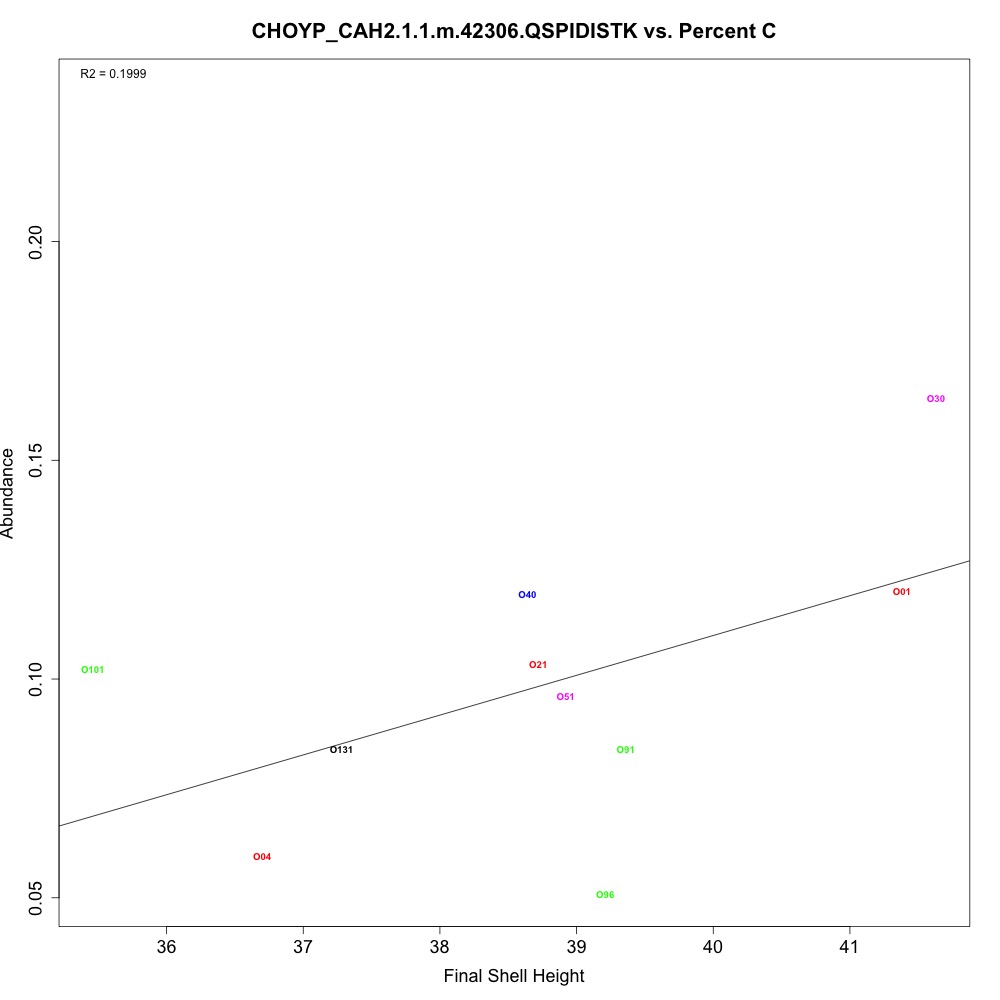 CHOYP_CAH2.1.1.m.42306.QSPIDISTK vs. Percent C
R2 = 0.1999
0.20
O30
0.15
Abundance
O40
O01
O21
O101
0.10
O51
O131
O91
O04
O96
0.05
36 37 38 39 40 41
Final Shell Height